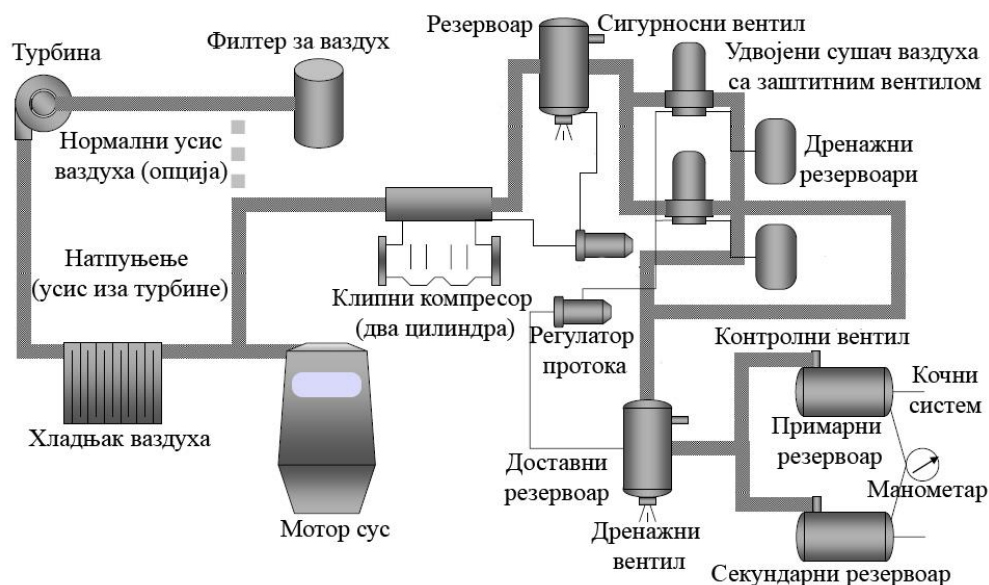 Турбина
Филтер за ваздух
Резервоар
Сигурносни вентил
Удвојени сушач ваздуха
са заштитним вентилом
Нормални усис
ваздуха (опција)
Дренажни
резервоари
Натпуњење
(усис иза турбине)
Клипни компресор
(два цилиндра)
Регулатор
протока
Контролни вентил
Кочни
систем
Хладњак ваздуха
Примарни
резервоар
Доставни
резервоар
Манометар
Мотор сус
Дренажни
вентил
Секундарни резервоар